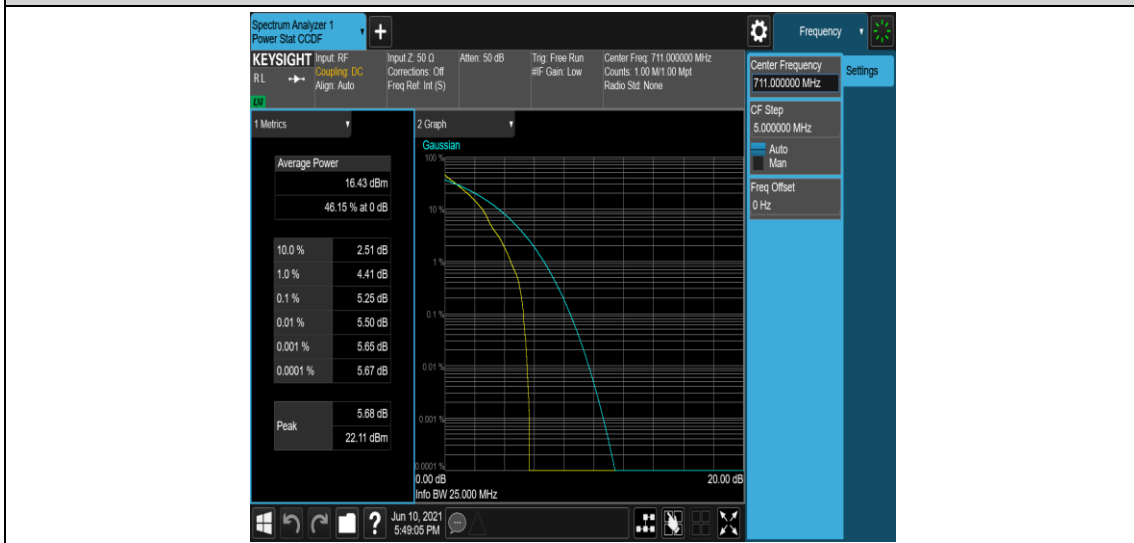 Spectrum Analyzer 1
Power Stat CCDF
+
Frequency
KEYSIGHT
RL
LXI
Input: RF
Coupling: DC
Align: Auto
Input Z: 50 Ω
Corrections: Off
Freq Ref: Int (S)
Atten: 50 dB
Trig: Free Run
#IF Gain: Low
Center Freq: 711.000000 MHz
Counts: 1.00 M/1.00 Mpt
Radio Std: None
Center Frequency
711.000000 MHz
Settings
CF Step
5.000000 MHz
Auto
Man
Freq Offset
0 Hz
1 Metrics
Average Power
16.43 dBm
46.15 % at 0 dB
10.0 % 2.51 dB
1.0 % 4.41 dB
0.1 % 5.25 dB
0.01 % 5.50 dB
0.001 % 5.65 dB
0.0001 % 5.67 dB
Peak 5.68 dB
22.11 dBm
2 Graph
Gaussian
100 %
10 %
1 %
0.1 %
0.01 %
0.001 %
0.0001 %
0.00 dB 20.00 dB
Info BW 25.000 MHz
?
Jun 10, 2021
5:49:05 PM